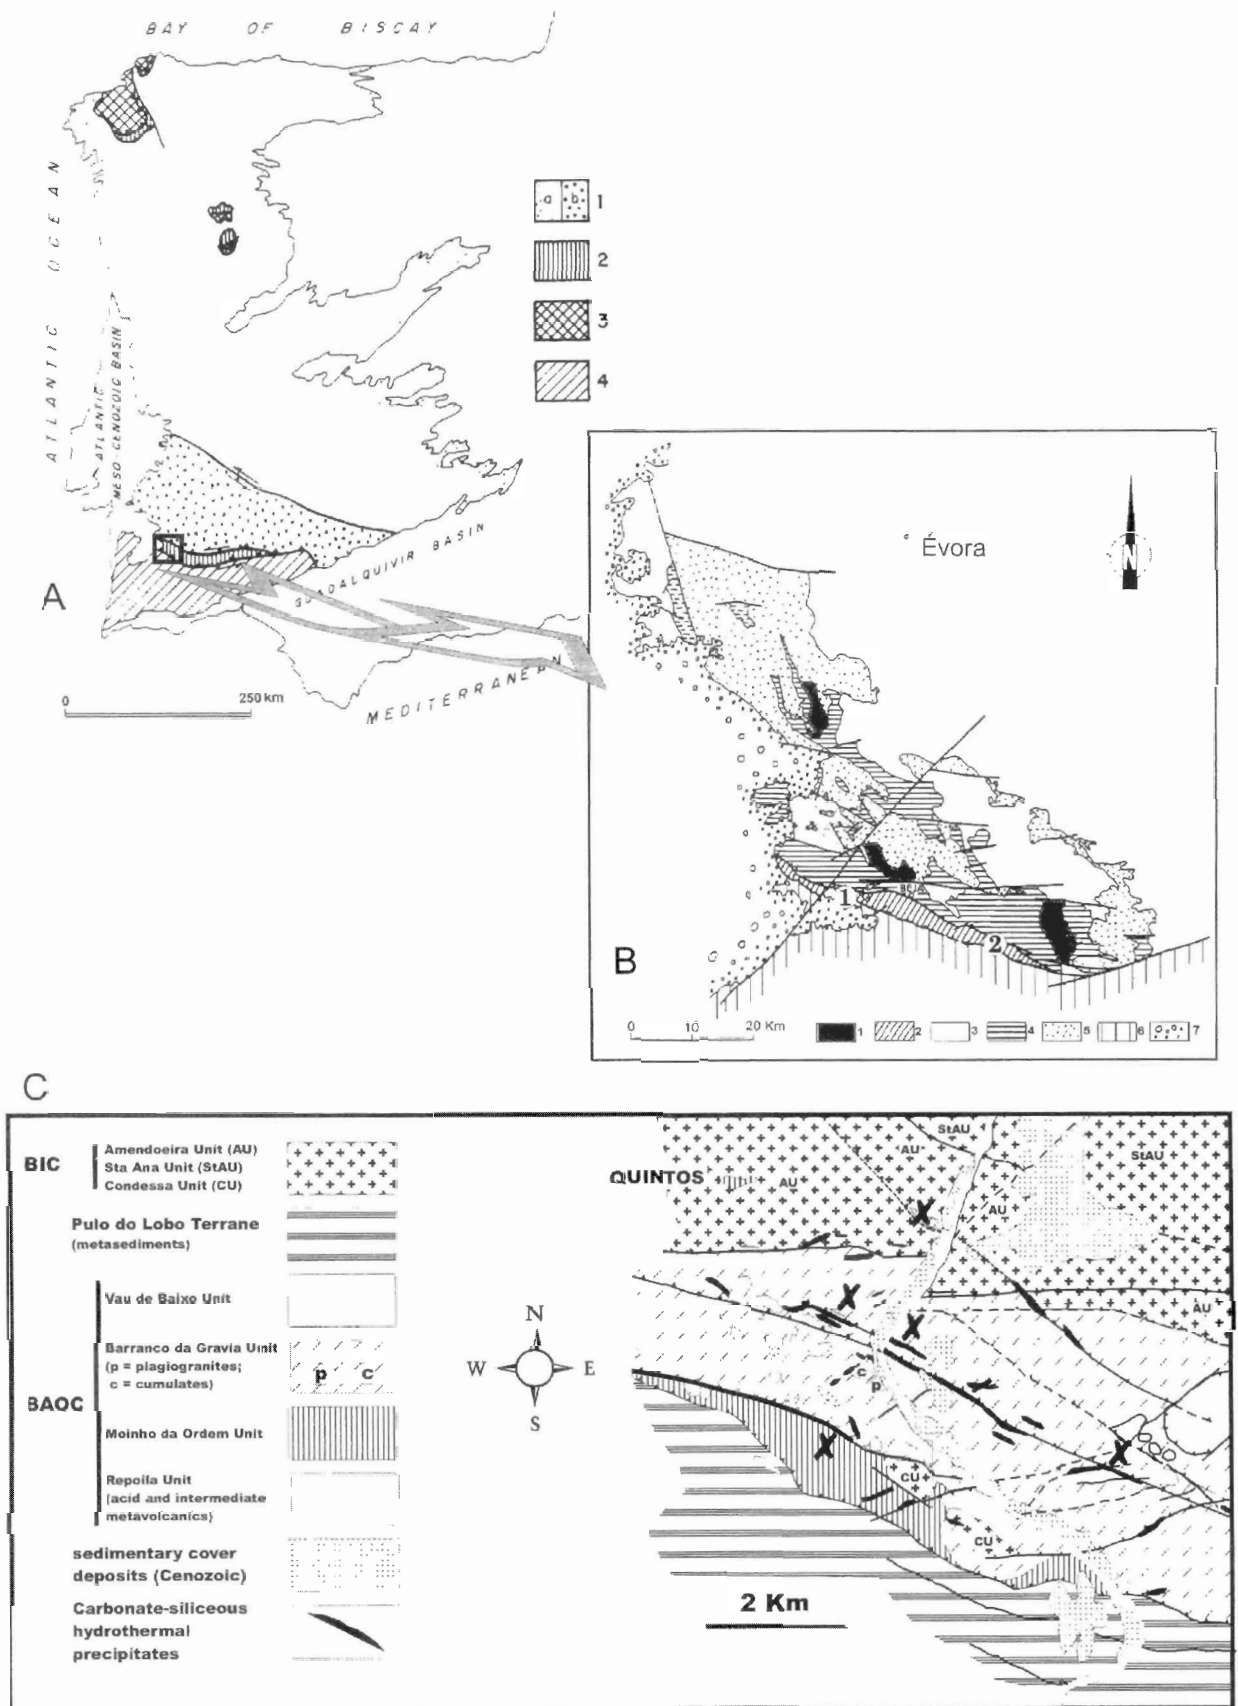 BAY OF BISCAY
ATLANTIC OCEAN
ATLANTIC
MESO-CENOZOIC BASIN
a b 1
2
3
4
GUADALQUIVIR BASIN
MEDITERRANEAN
A
0 250 km
Évora
N
BEJA
1
2
B
0 10 20 Km
1 2 3 4 5 6 7
C
BIC
Amendoeira Unit (AU)
Sta Ana Unit (StAU)
Condessa Unit (CU)
Pulo do Lobo Terrane
(metasediments)
BAOC
Vau de Baixo Unit
Barranco da Gravia Unit
(p = plagiogranites;
c = cumulates)
p c
Moinho da Ordem Unit
Repoila Unit
(acid and intermediate
metavolcanics)
sedimentary cover
deposits (Cenozoic)
Carbonate-siliceous
hydrothermal
precipitates
N
W E
S
QUINTOS
StAU
AU
StAU
AU
AU
AU
X
X
X
c
p
X
X
CU
CU
2 Km